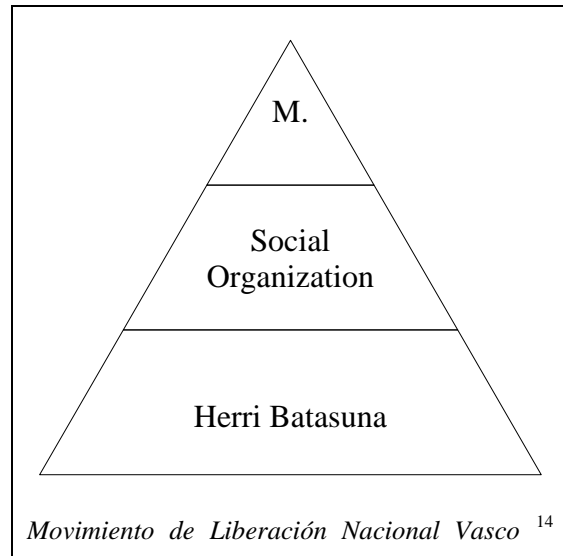 M.
Social
Organization
Herri Batasuna
Movimiento de Liberación Nacional Vasco 14